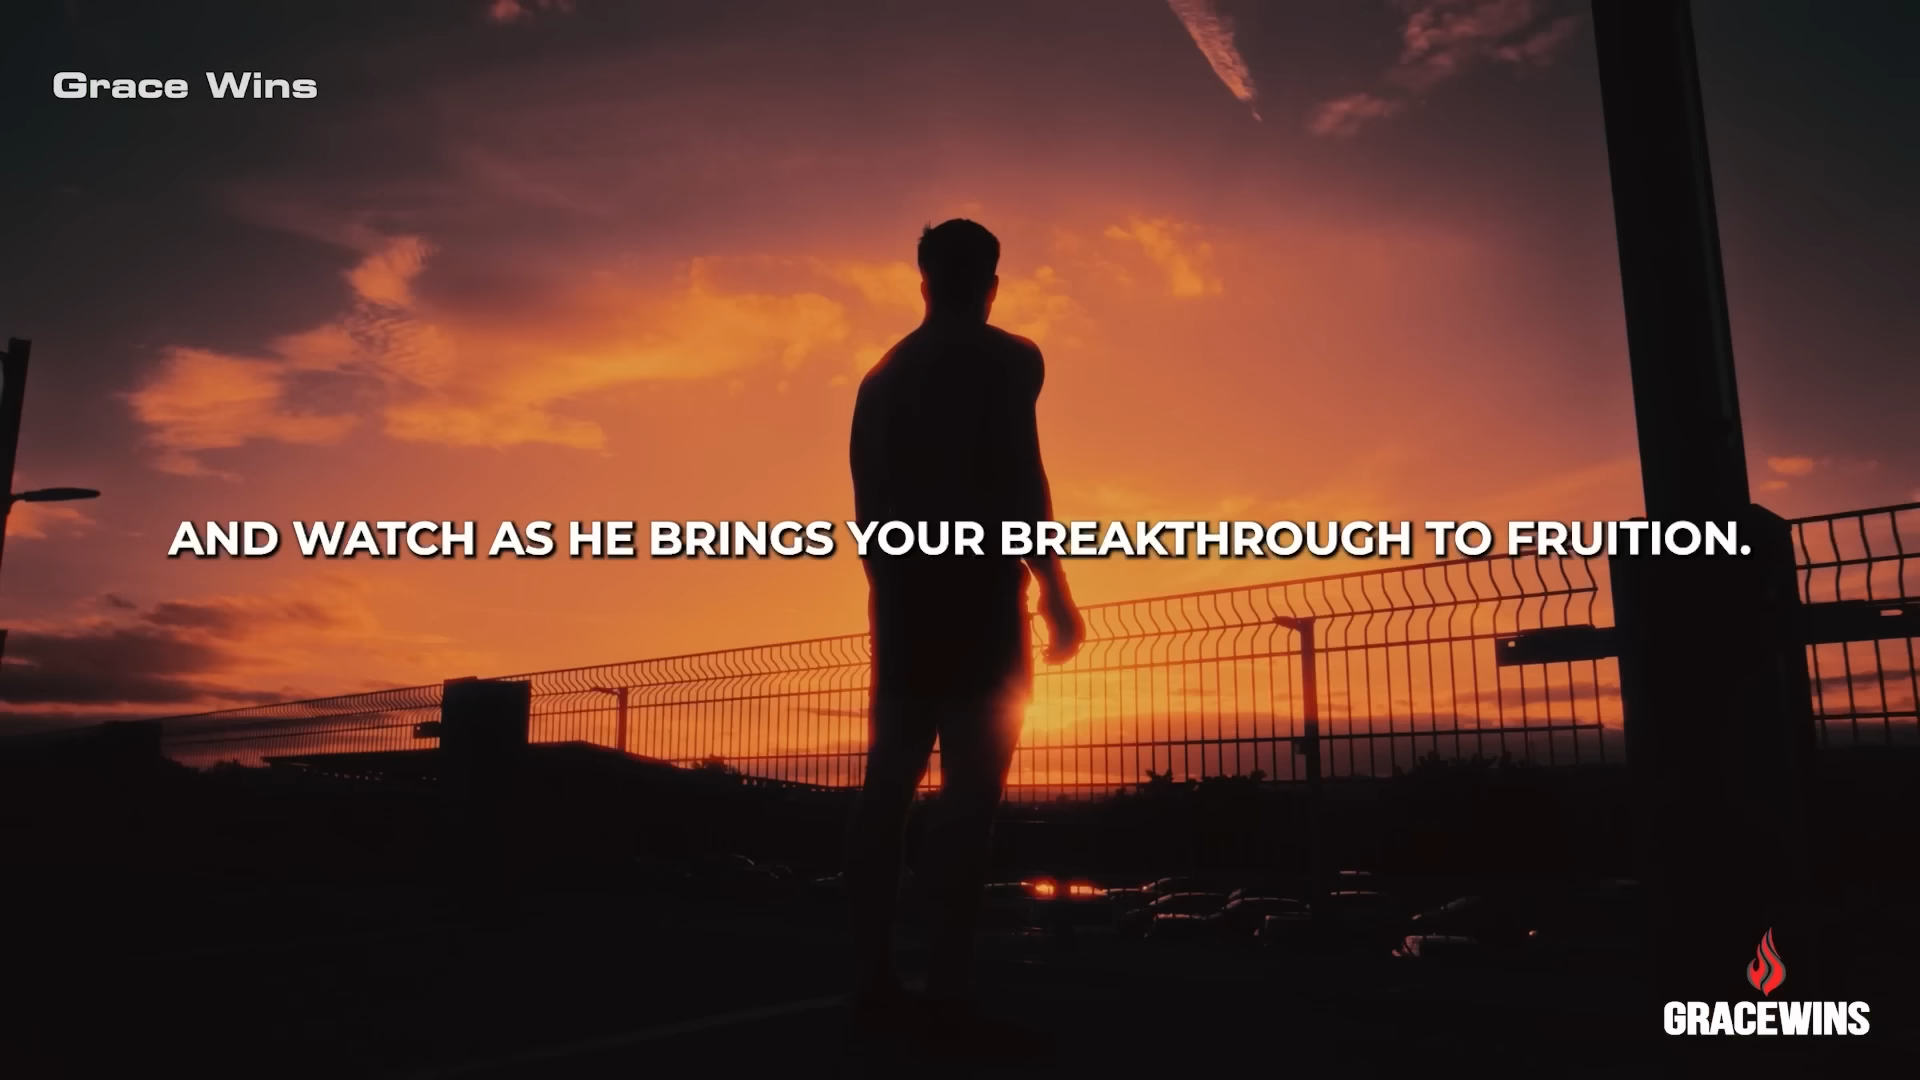 Grace Wins
AND WATCH AS HE BRINGS YOUR BREAKTHROUGH TO FRUITION.
GRACEWINS